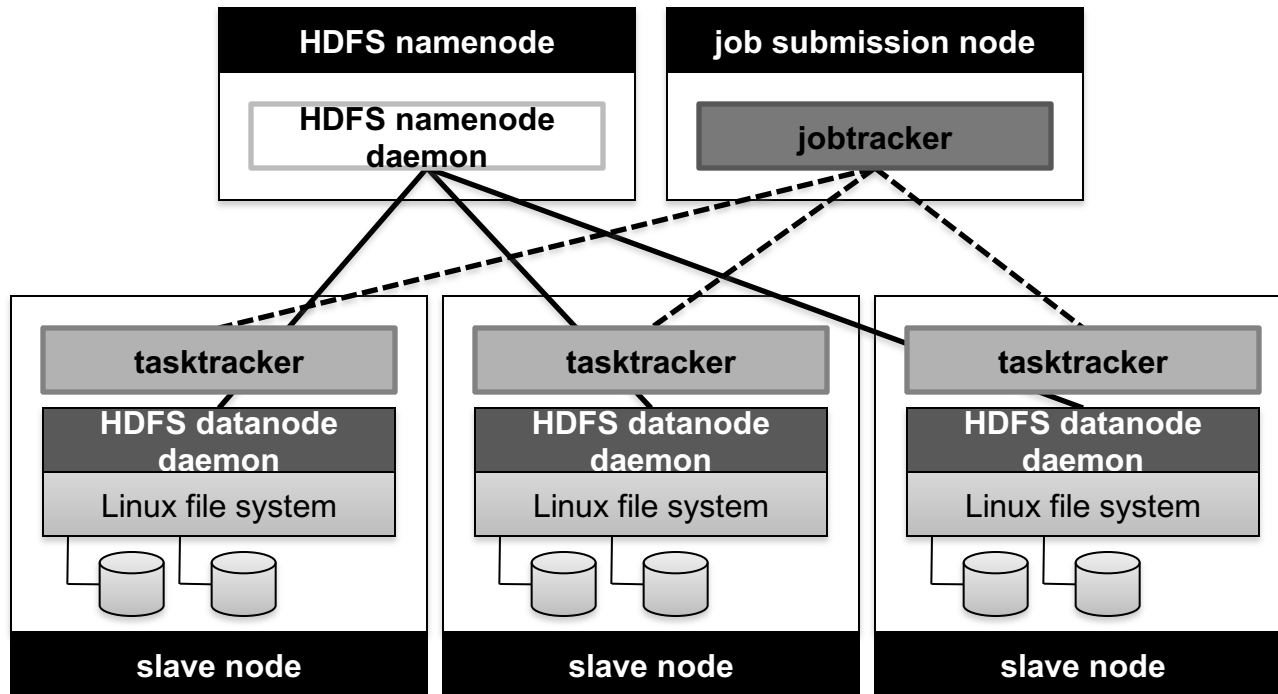 HDFS namenode
job submission node
HDFS namenode
daemon
jobtracker
tasktracker
tasktracker
tasktracker
HDFS datanode
daemon
HDFS datanode
daemon
HDFS datanode
daemon
Linux file system
Linux file system
Linux file system
slave node
slave node
slave node